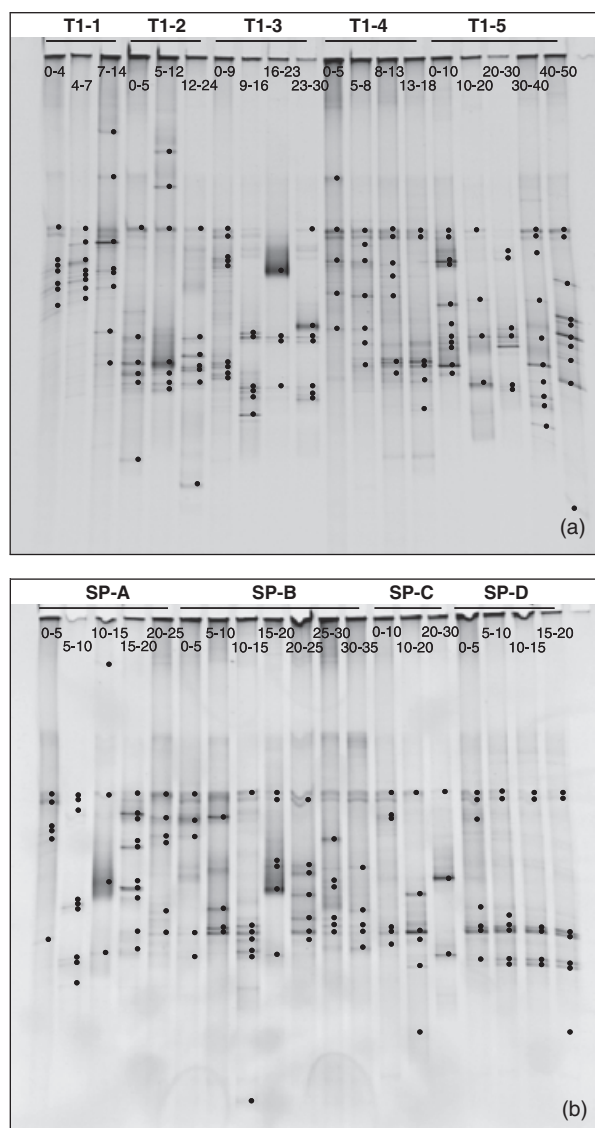 T1-1 T1-2 T1-3 T1-4 T1-5
0-4 7-14 5-12 0-9 16-23 0-5 8-13 0-10 20-30 40-50
4-7 0-5 12-24 9-16 23-30 5-8 13-18 10-20 30-40
(a)
SP-A SP-B SP-C SP-D
0-5 10-15 20-25 5-10 15-20 25-30 0-10 20-30 5-10 15-20
5-10 15-20 0-5 10-15 20-25 30-35 10-20 0-5 10-15
(b)